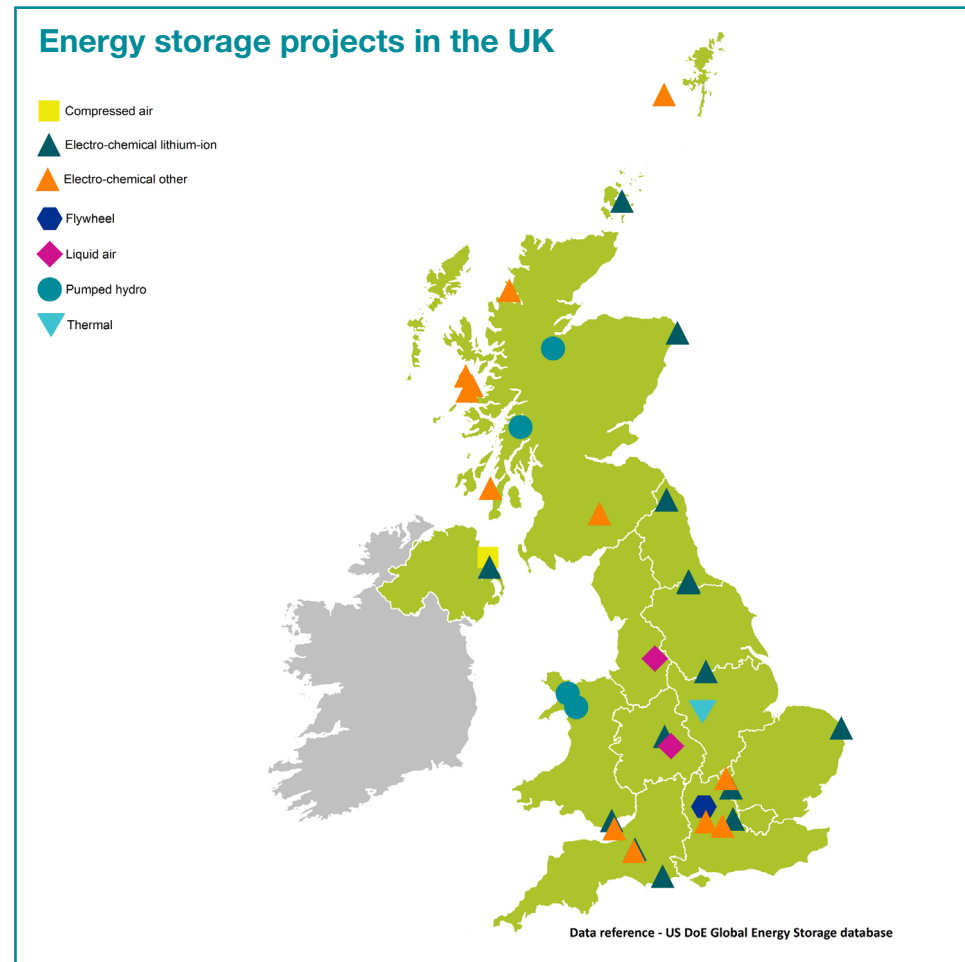 Energy storage projects in the UK
Compressed air
Electro-chemical lithium-ion
Electro-chemical other
Flywheel
Liquid air
Pumped hydro
Thermal
Data reference - US DoE Global Energy Storage database